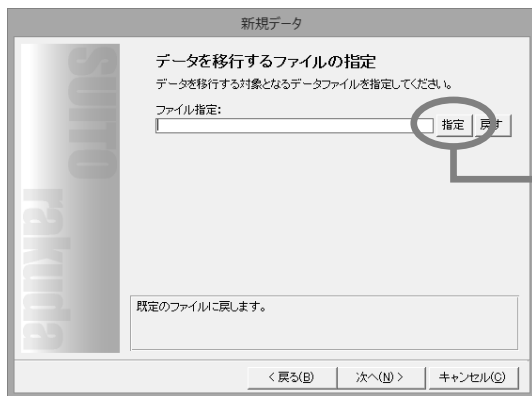 新規データ
SUITO
rakuda
データを移行するファイルの指定
データを移行する対象となるデータファイルを指定してください。
ファイル指定:
指定 戻す
既定のファイルに戻します。
< 戻る(B) 次へ(N) > キャンセル(C)